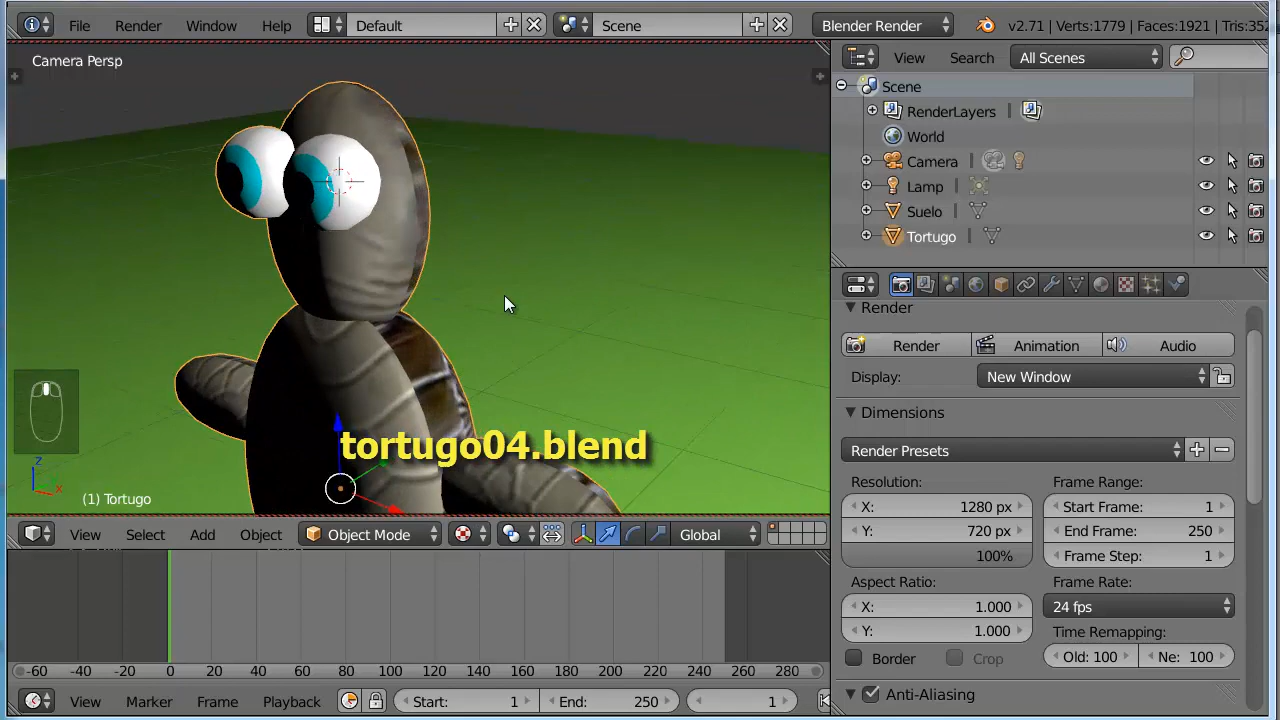 File Render Window Help Default Scene Blender Render v2.71 | Verts:1779 | Faces:1921 | Tris:352
Camera Persp
View Search All Scenes
Scene
RenderLayers
World
Camera
Lamp
Suelo
Tortugo
Render
Render Animation Audio
Display: New Window
Dimensions
Render Presets
Resolution: Frame Range:
X: 1280 px Start Frame: 1
Y: 720 px End Frame: 250
100% Frame Step: 1
Aspect Ratio: Frame Rate:
X: 1.000 24 fps
Y: 1.000 Time Remapping:
Border Crop Old: 100 Ne: 100
Anti-Aliasing
tortugo04.blend
z
x
(1) Tortugo
View Select Add Object Object Mode Global
-60 -40 -20 0 20 40 60 80 100 120 140 160 180 200 220 240 260 280
View Marker Frame Playback Start: 1 End: 250 1